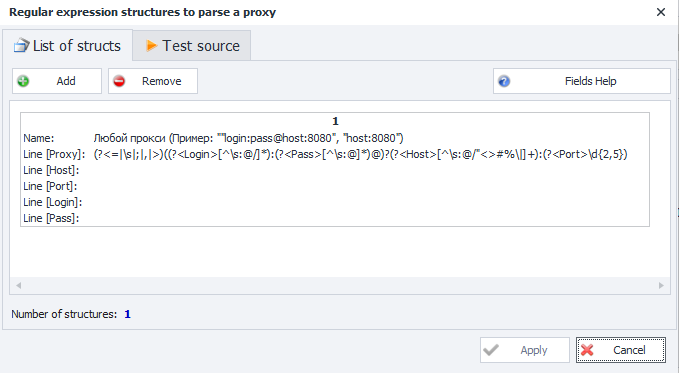 Regular expression structures to parse a proxy
List of structs
Test source
Add
Remove
Fields Help
1
Name: Любой прокси (Пример: ""login:pass@host:8080", "host:8080")
Line [Proxy]: (?<=|\s|;|,|>)((?<Login>[^\s:@/]*):(?<Pass>[^\s:@]*)@)?(?<Host>[^\s:@/"<>#%\|]+):(?<Port>\d{2,5})
Line [Host]:
Line [Port]:
Line [Login]:
Line [Pass]:
Number of structures: 1
Apply
Cancel